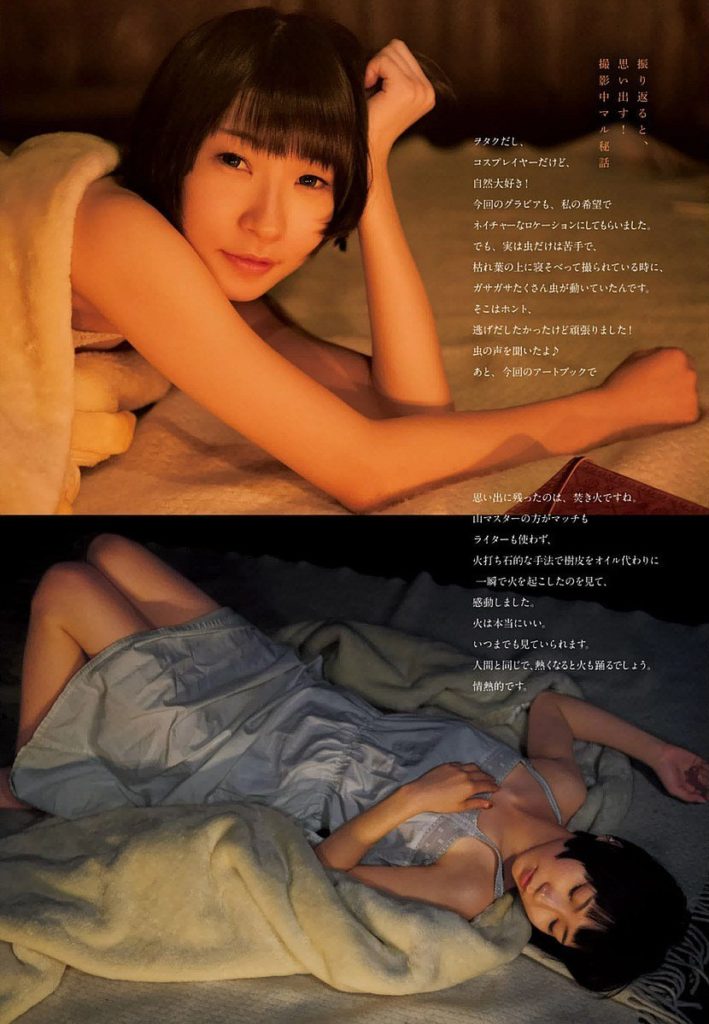 振り返ると、
思い出す！
撮影中マル秘話
ヲタクだし、
コスプレイヤーだけど、
自然大好き！
今回のグラビアも、私の希望で
ネイチャーなロケーションにしてもらいました。
でも、実は虫だけは苦手で、
枯れ葉の上に寝そべって撮られている時に、
ガサガサたくさん虫が動いていたんです。
そこはホント、
逃げだしたかったけど頑張りました！
虫の声を聞いたよ♪
あと、今回のアートブックで
思い出に残ったのは、焚き火ですね。
山マスターの方がマッチも
ライターも使わず、
火打ち石的な手法で樹皮をオイル代わりに
一瞬で火を起こしたのを見て、
感動しました。
火は本当にいい。
いつまでも見ていられます。
人間と同じで、熱くなると火も踊るでしょう。
情熱的です。